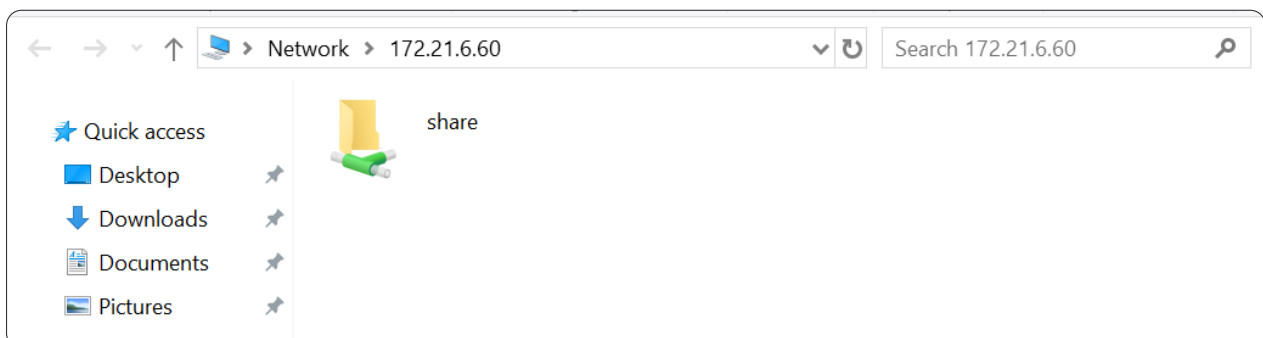 Network > 172.21.6.60
Search 172.21.6.60
Quick access
share
Desktop
Downloads
Documents
Pictures